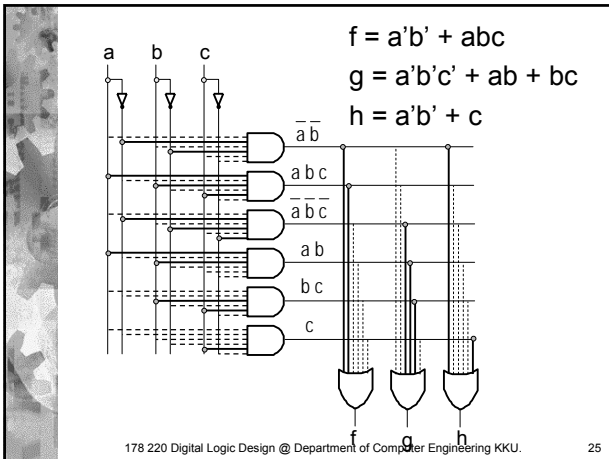 f = a'b' + abc
g = a'b'c' + ab + bc
h = a'b' + c
a b c
a̅ b̅
a b c
a̅ b̅ c̅
a b
b c
c
f g h
178 220 Digital Logic Design @ Department of Computer Engineering KKU. 25